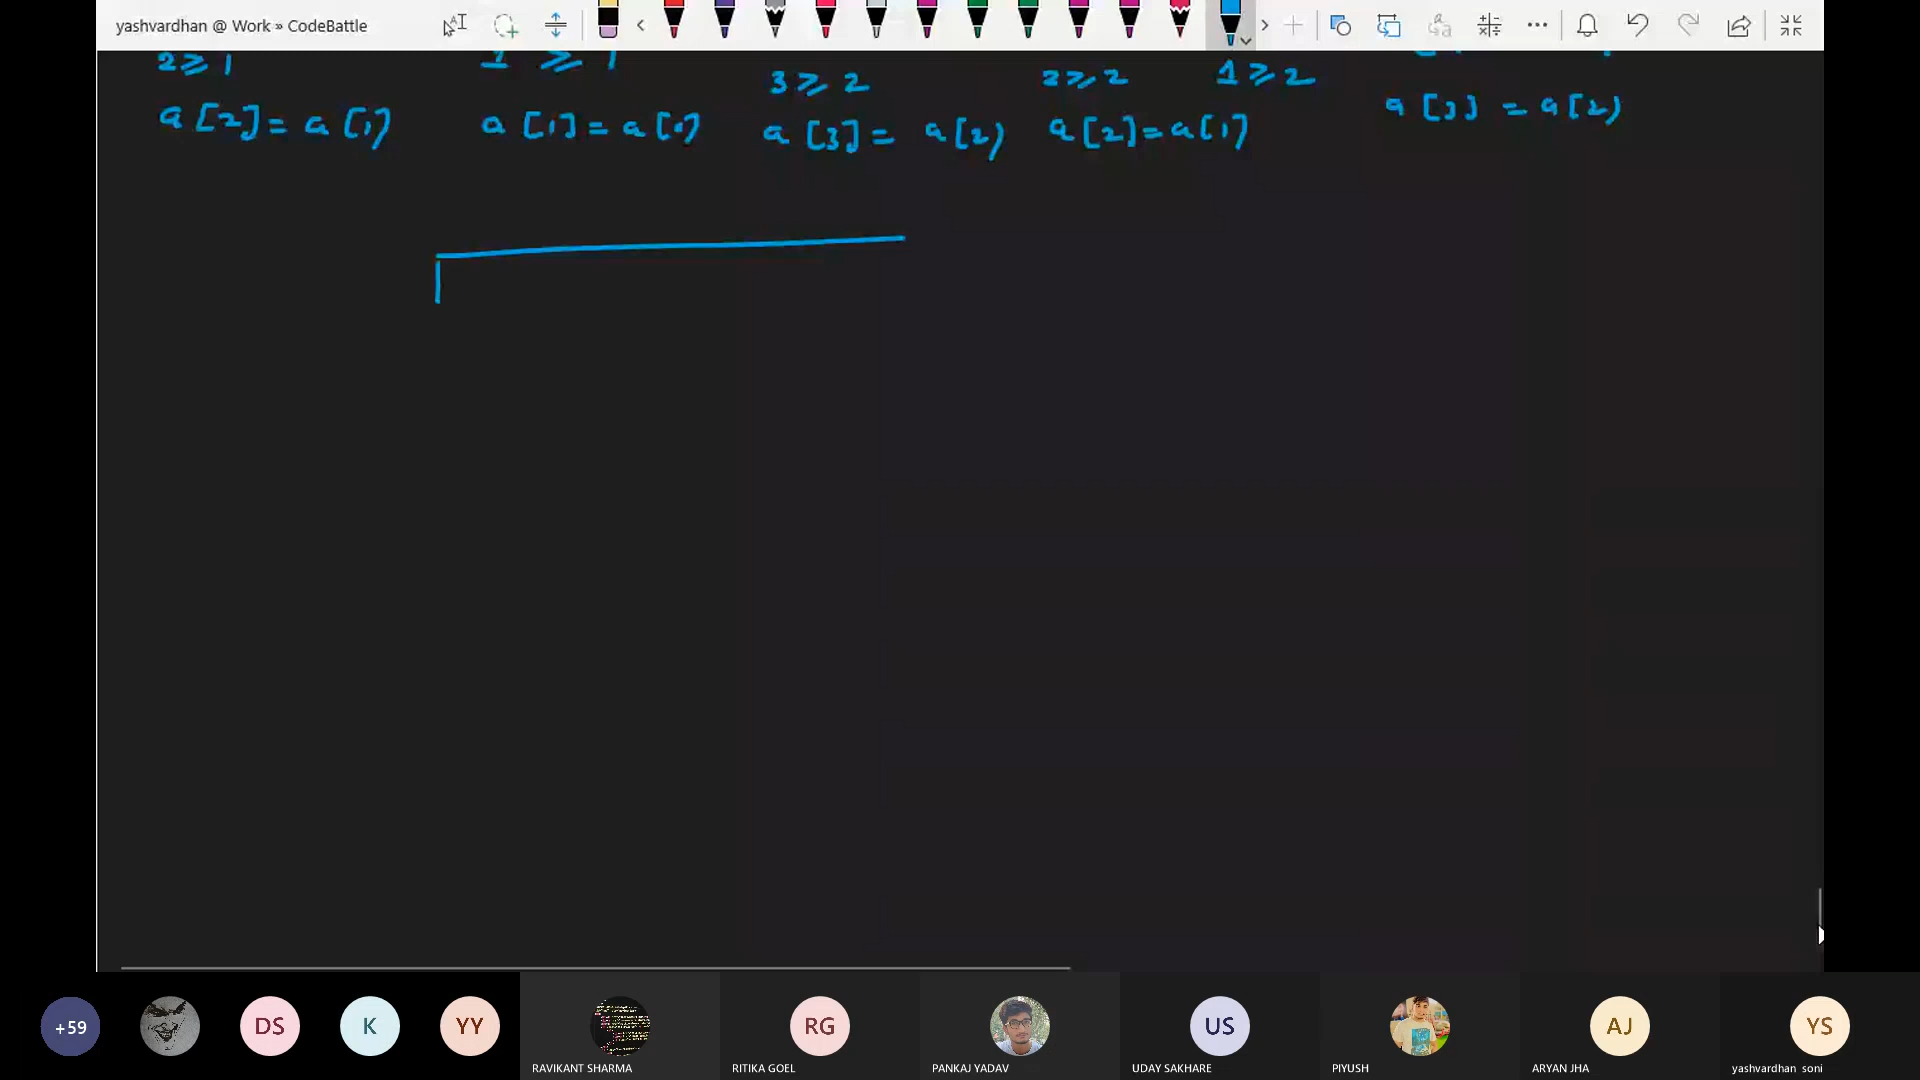 yashvardhan @ Work » CodeBattle
2 ≥ 1
1 ≥ 1
3 ≥ 2
2 ≥ 2
1 ≥ 2
a[2] = a[1]
a[1] = a[0]
a[3] = a[2]
a[2] = a[1]
a[3] = a[2]
+59
DS
K
YY
RG
US
AJ
YS
RAVIKANT SHARMA
RITIKA GOEL
PANKAJ YADAV
UDAY SAKHARE
PIYUSH
ARYAN JHA
yashvardhan soni